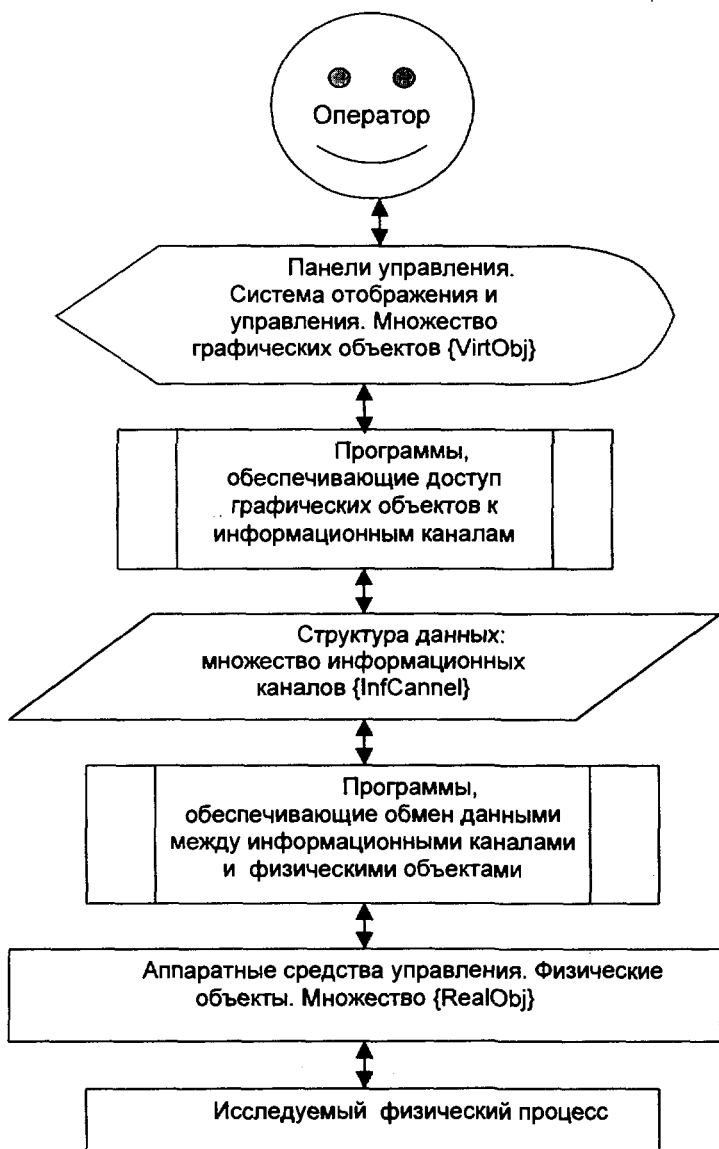 Оператор
Панели управления.
Система отображения и
управления. Множество
графических объектов {VirtObj}
Программы,
обеспечивающие доступ
графических объектов к
информационным каналам
Структура данных:
множество информационных
каналов {InfCannel}
Программы,
обеспечивающие обмен данными
между информационными каналами
и физическими объектами
Аппаратные средства управления. Физические
объекты. Множество {RealObj}
Исследуемый физический процесс